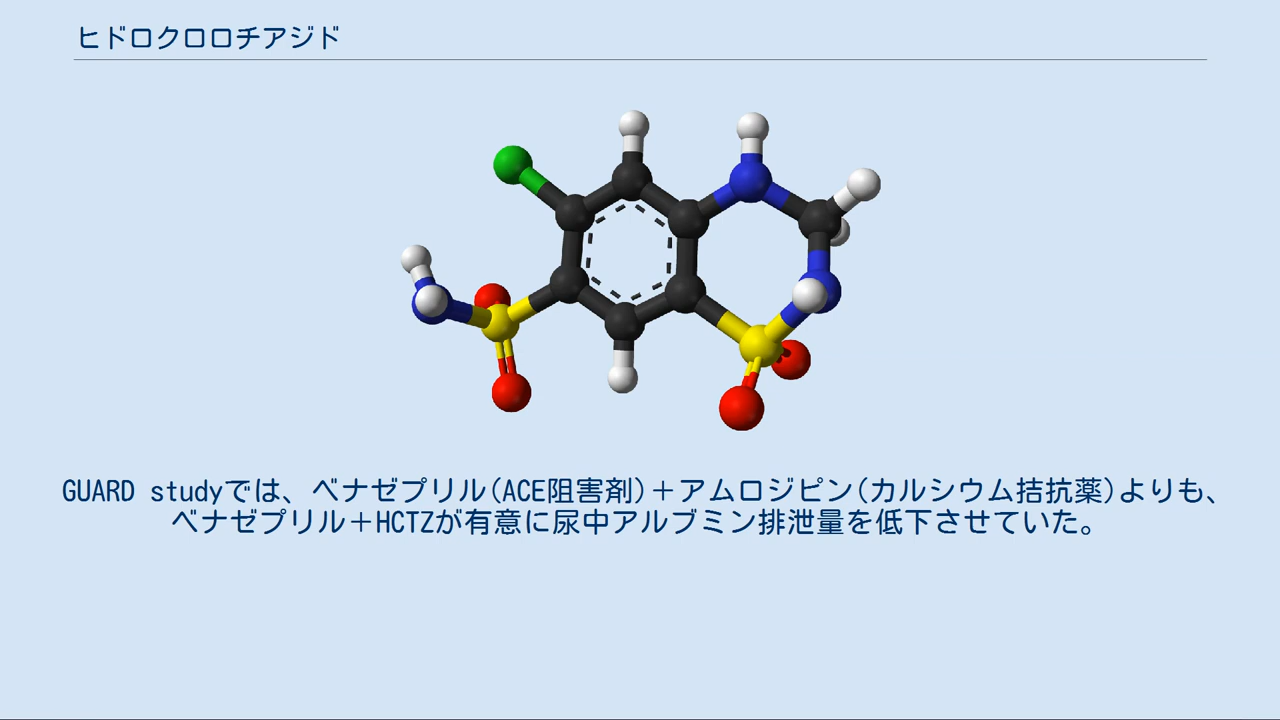 ヒドロクロロチアジド
GUARD studyでは、ベナゼプリル(ACE阻害剤)＋アムロジピン(カルシウム拮抗薬)よりも、
ベナゼプリル＋HCTZが有意に尿中アルブミン排泄量を低下させていた。